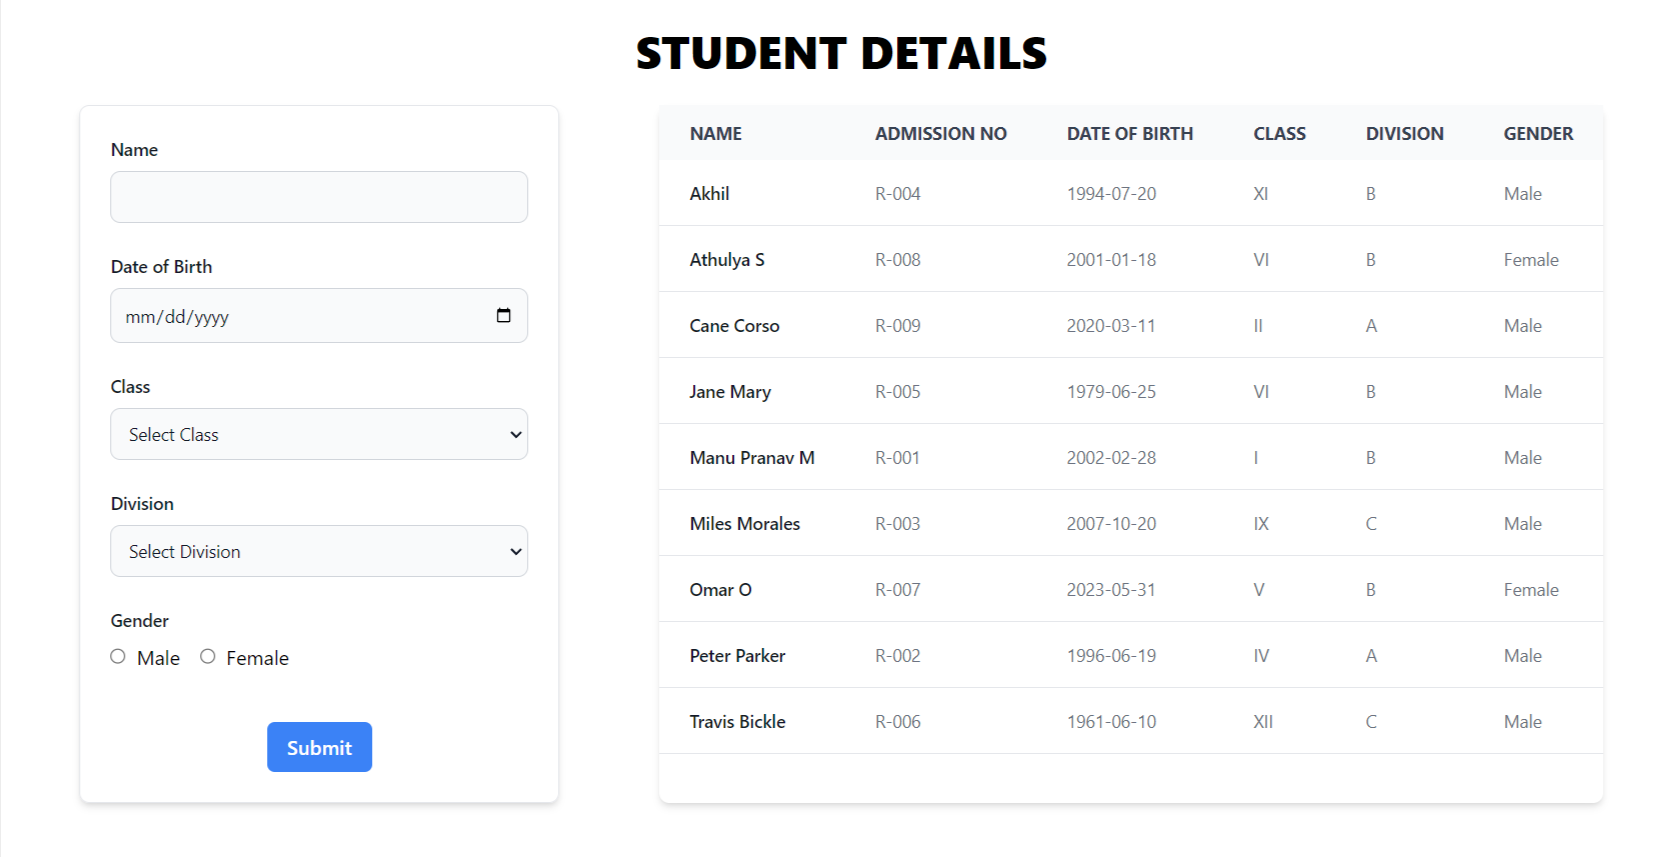 STUDENT DETAILS
Name
Date of Birth
mm/dd/yyyy
Class
Select Class
Division
Select Division
Gender
Male Female
Submit
NAME ADMISSION NO DATE OF BIRTH CLASS DIVISION GENDER
Akhil R-004 1994-07-20 XI B Male
Athulya S R-008 2001-01-18 VI B Female
Cane Corso R-009 2020-03-11 II A Male
Jane Mary R-005 1979-06-25 VI B Male
Manu Pranav M R-001 2002-02-28 I B Male
Miles Morales R-003 2007-10-20 IX C Male
Omar O R-007 2023-05-31 V B Female
Peter Parker R-002 1996-06-19 IV A Male
Travis Bickle R-006 1961-06-10 XII C Male